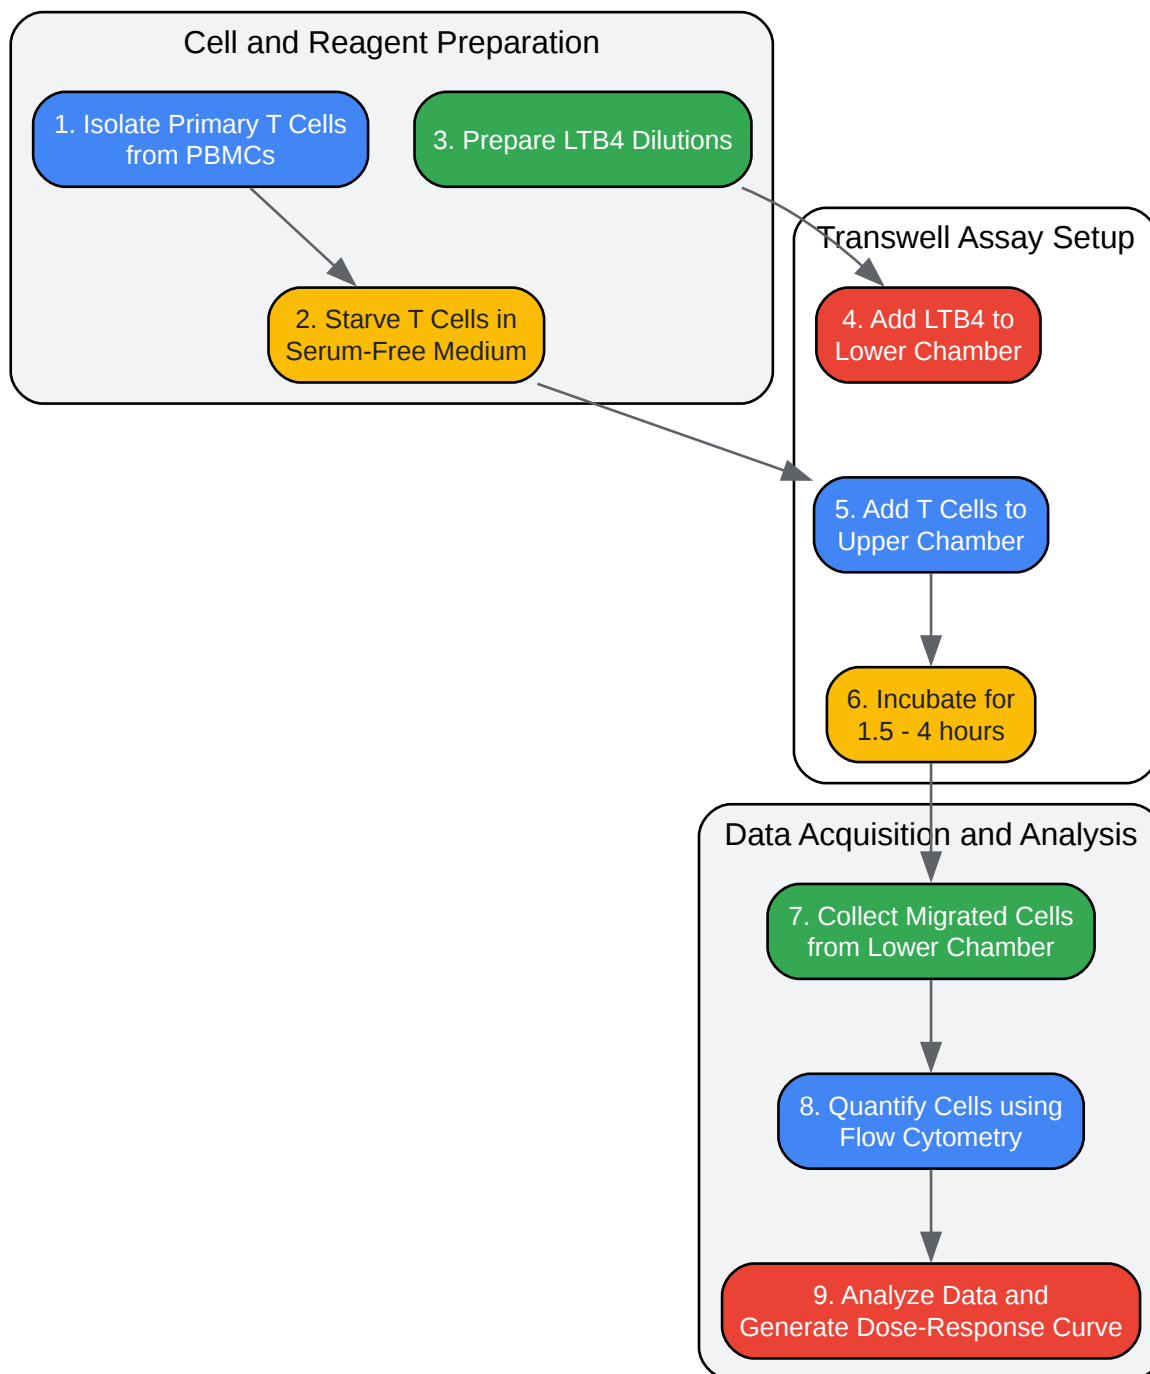 Cell and Reagent Preparation
1. Isolate Primary T Cells
from PBMCs
3. Prepare LTB4 Dilutions
2. Starve T Cells in
Serum-Free Medium
Transwell Assay Setup
4. Add LTB4 to
Lower Chamber
5. Add T Cells to
Upper Chamber
6. Incubate for
1.5 - 4 hours
Data Acquisition and Analysis
7. Collect Migrated Cells
from Lower Chamber
8. Quantify Cells using
Flow Cytometry
9. Analyze Data and
Generate Dose-Response Curve